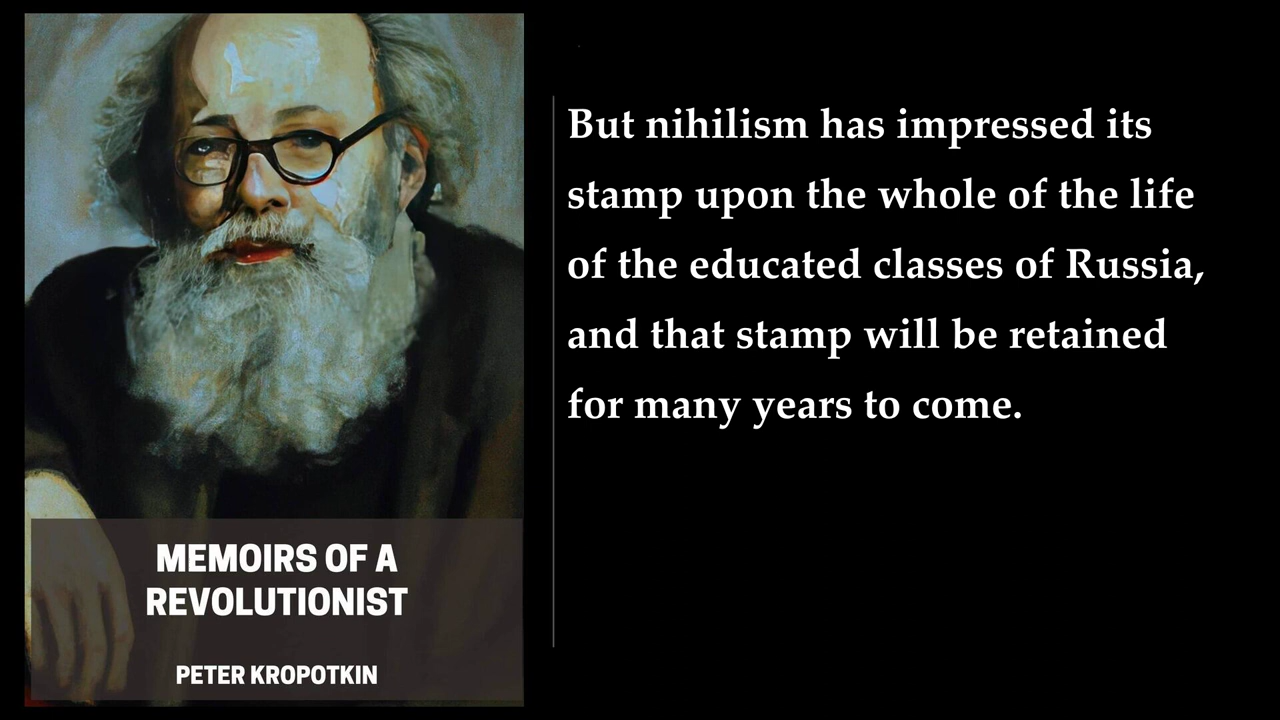 But nihilism has impressed its
stamp upon the whole of the life
of the educated classes of Russia,
and that stamp will be retained
for many years to come.
MEMOIRS OF A
REVOLUTIONIST
PETER KROPOTKIN